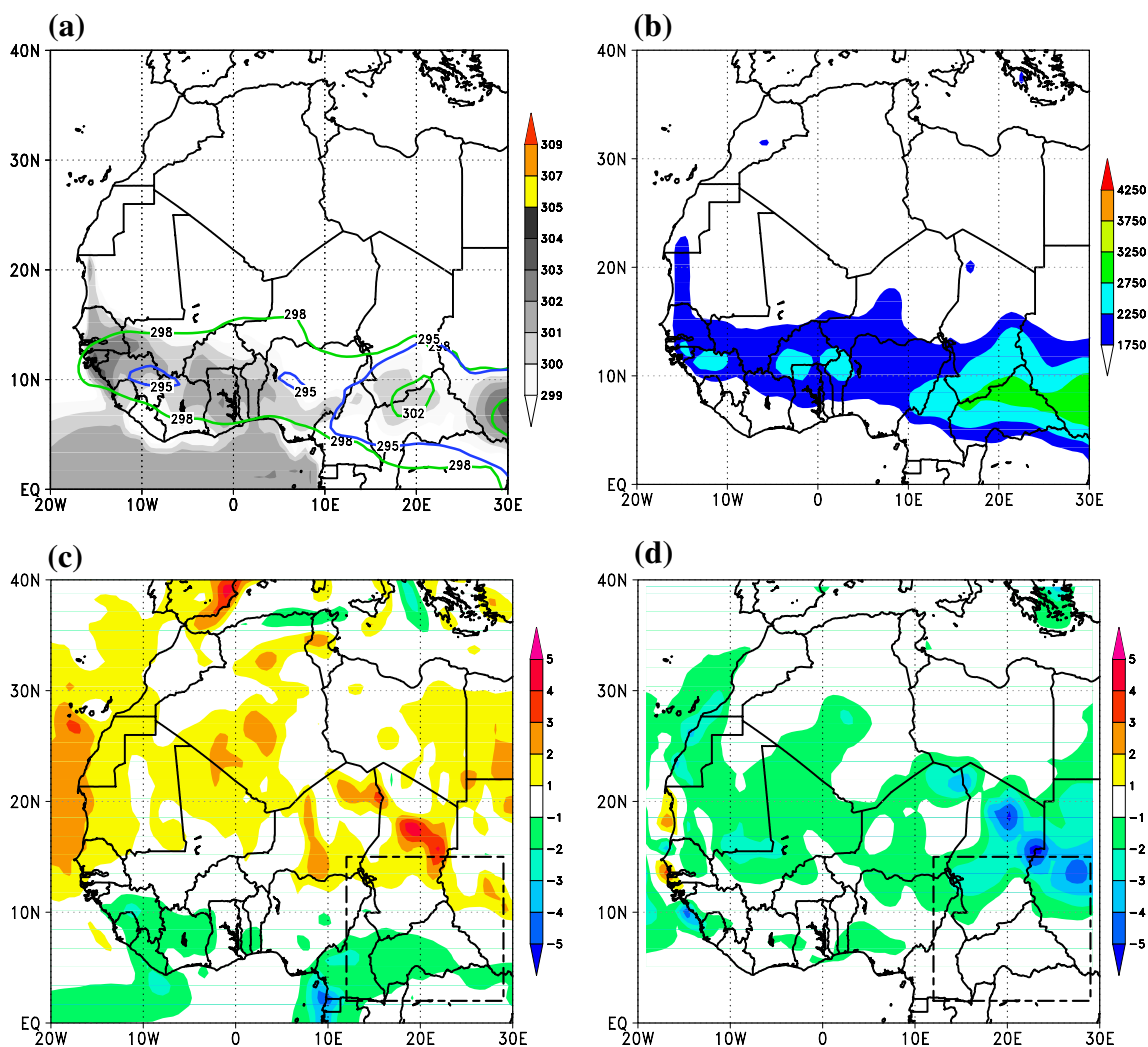 (a)
(b)
40N
30N
20N
10N
EQ
20W
10W
0
10E
20E
30E
298
298
295
298
295
295
298
302
298
295
298
309
307
305
304
303
302
301
300
299
40N
30N
20N
10N
EQ
20W
10W
0
10E
20E
30E
4250
3750
3250
2750
2250
1750
(c)
(d)
40N
30N
20N
10N
EQ
20W
10W
0
10E
20E
30E
5
4
3
2
1
-1
-2
-3
-4
-5
40N
30N
20N
10N
EQ
20W
10W
0
10E
20E
30E
5
4
3
2
1
-1
-2
-3
-4
-5